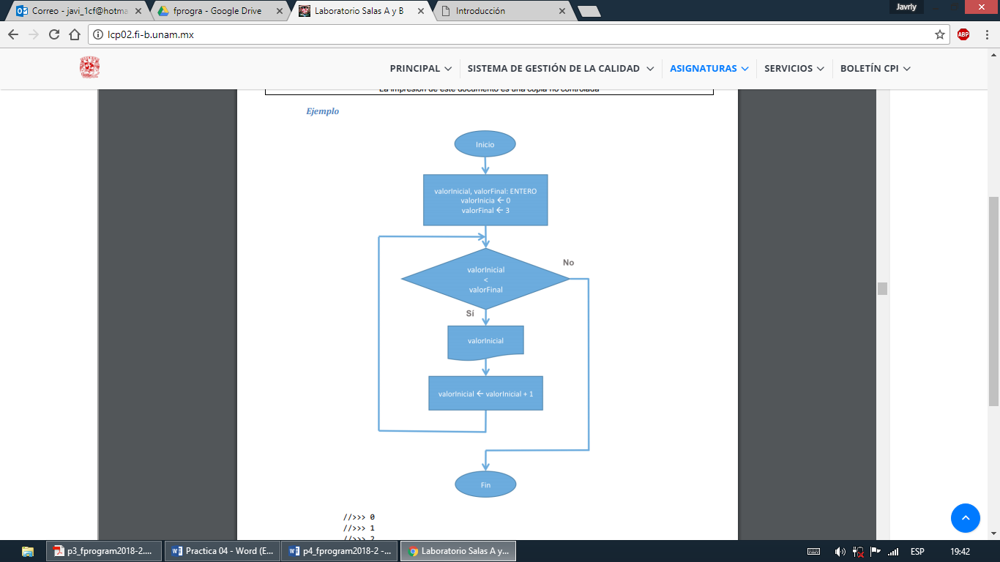 Correo - javi_1cf@hotma
fprogra - Google Drive
Laboratorio Salas A y B
Introducción
Javrly
lcp02.fi-b.unam.mx
ABP
PRINCIPAL
SISTEMA DE GESTIÓN DE LA CALIDAD
ASIGNATURAS
SERVICIOS
BOLETÍN CPI
La impresión de este documento es una copia no controlada
Ejemplo
Inicio
valorInicial, valorFinal: ENTERO
valorInicia ← 0
valorFinal ← 3
valorInicial
<
valorFinal
No
Sí
valorInicial
valorInicial ← valorInicial + 1
Fin
//>>> 0
//>>> 1
//>>> 2
p3_fprogram2018-2....
Practica 04 - Word (E...
p4_fprogram2018-2 -...
Laboratorio Salas A y...
ESP
19:42